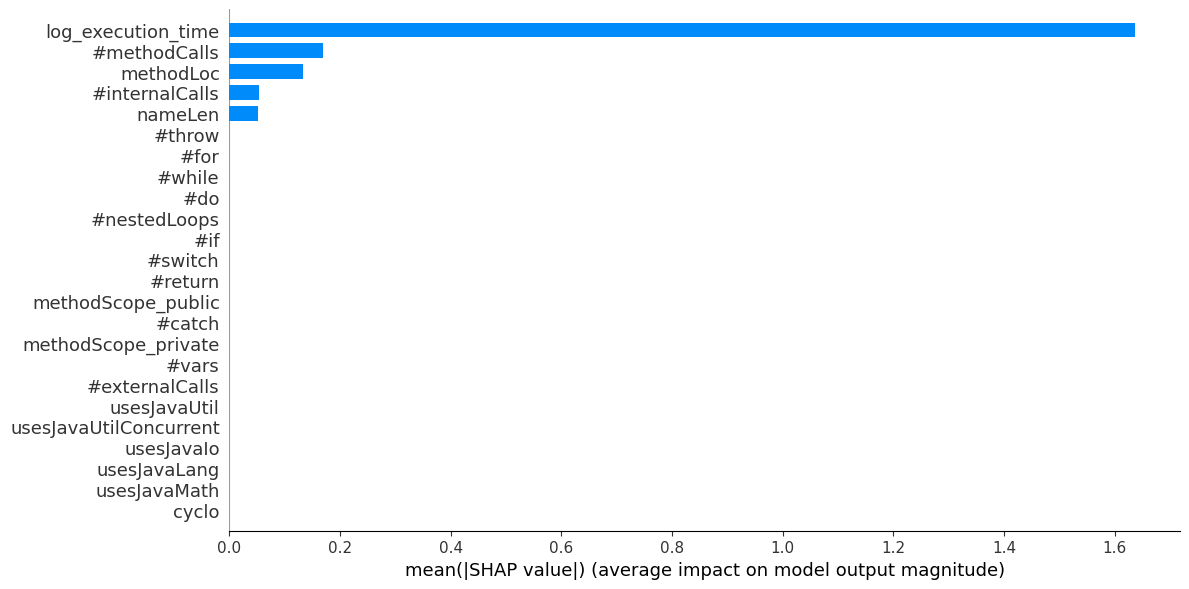 log_execution_time
#methodCalls
methodLoc
#internalCalls
nameLen
#throw
#for
#while
#do
#nestedLoops
#if
#switch
#return
methodScope_public
#catch
methodScope_private
#vars
#externalCalls
usesJavaUtil
usesJavaUtilConcurrent
usesJavaIo
usesJavaLang
usesJavaMath
cyclo
0.0 0.2 0.4 0.6 0.8 1.0 1.2 1.4 1.6
mean(|SHAP value|) (average impact on model output magnitude)